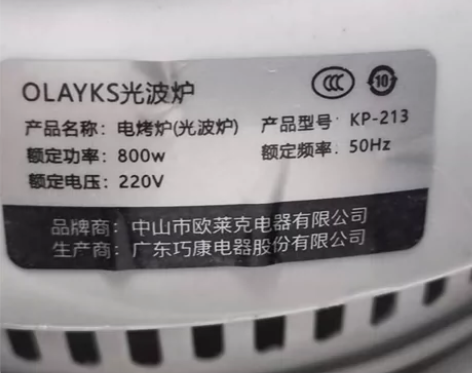 OLAYKS光波炉
CCC 10
产品名称：电烤炉(光波炉) 产品型号：KP-213
额定功率：800w 额定频率：50Hz
额定电压：220V
品牌商：中山市欧莱克电器有限公司
生产商：广东巧康电器股份有限公司